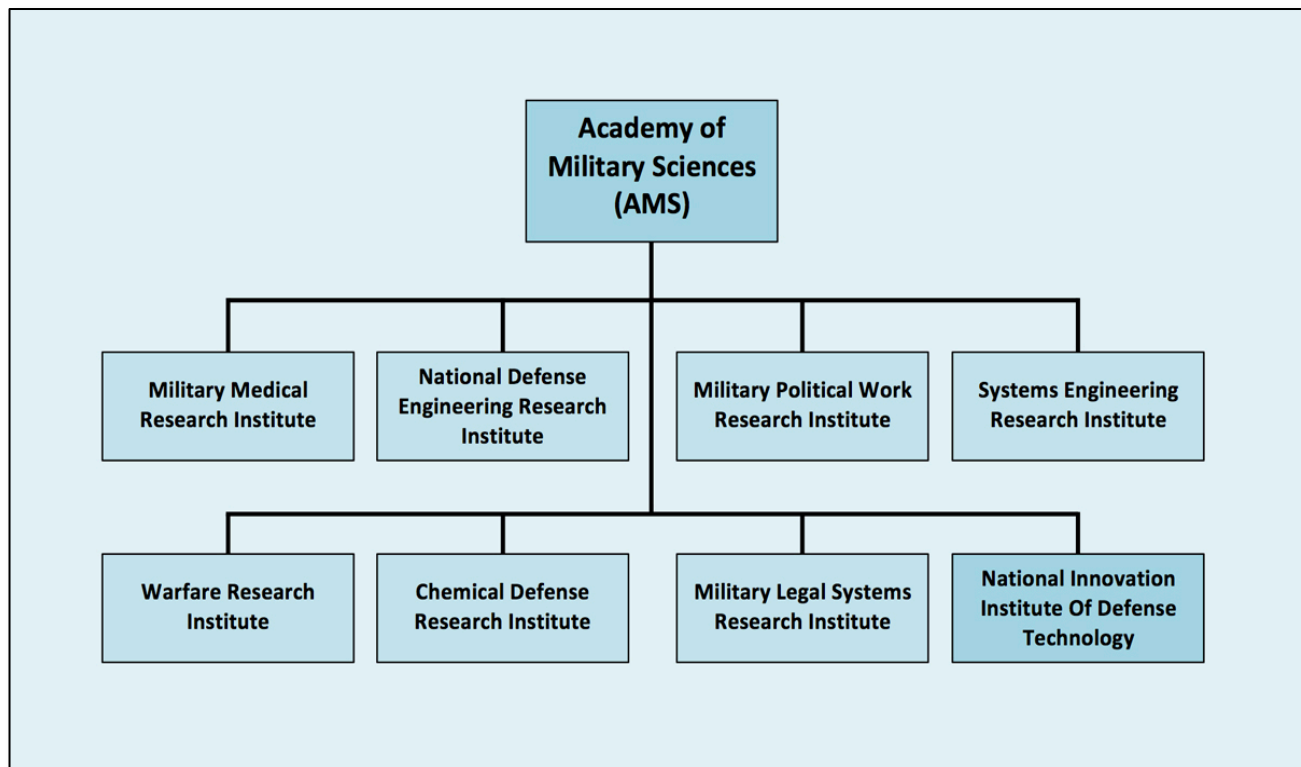 Academy of
Military Sciences
(AMS)
Military Medical
Research Institute
National Defense
Engineering Research
Institute
Military Political Work
Research Institute
Systems Engineering
Research Institute
Warfare Research
Institute
Chemical Defense
Research Institute
Military Legal Systems
Research Institute
National Innovation
Institute Of Defense
Technology